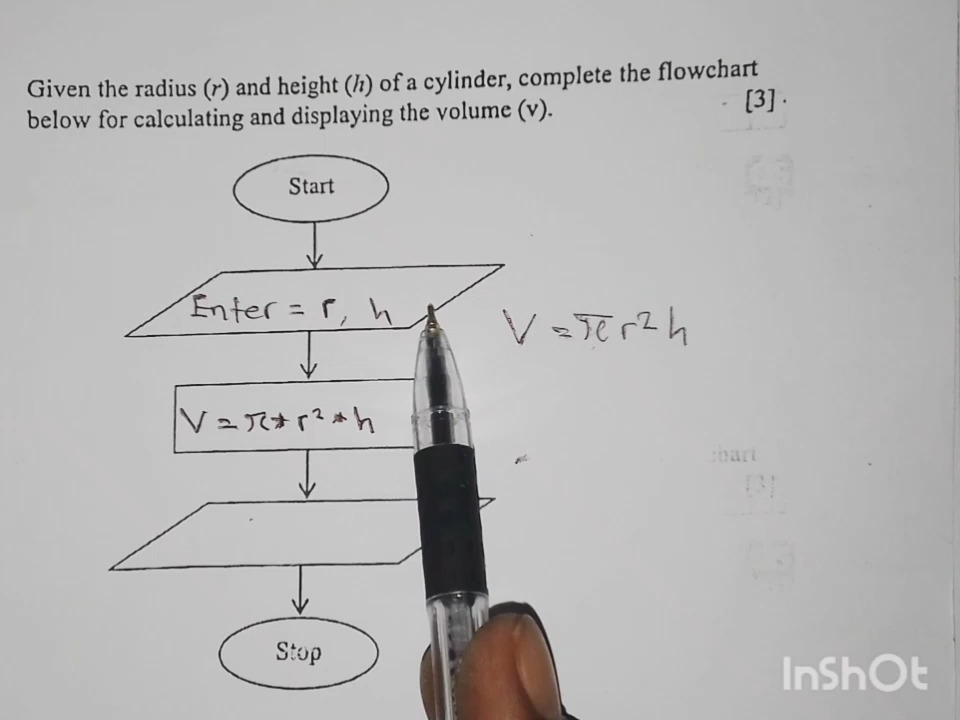 Given the radius (r) and height (h) of a cylinder, complete the flowchart
below for calculating and displaying the volume (v). [3]
Start
Enter = r, h
V = πr²h
V = π*r²*h
Stop
InShOt